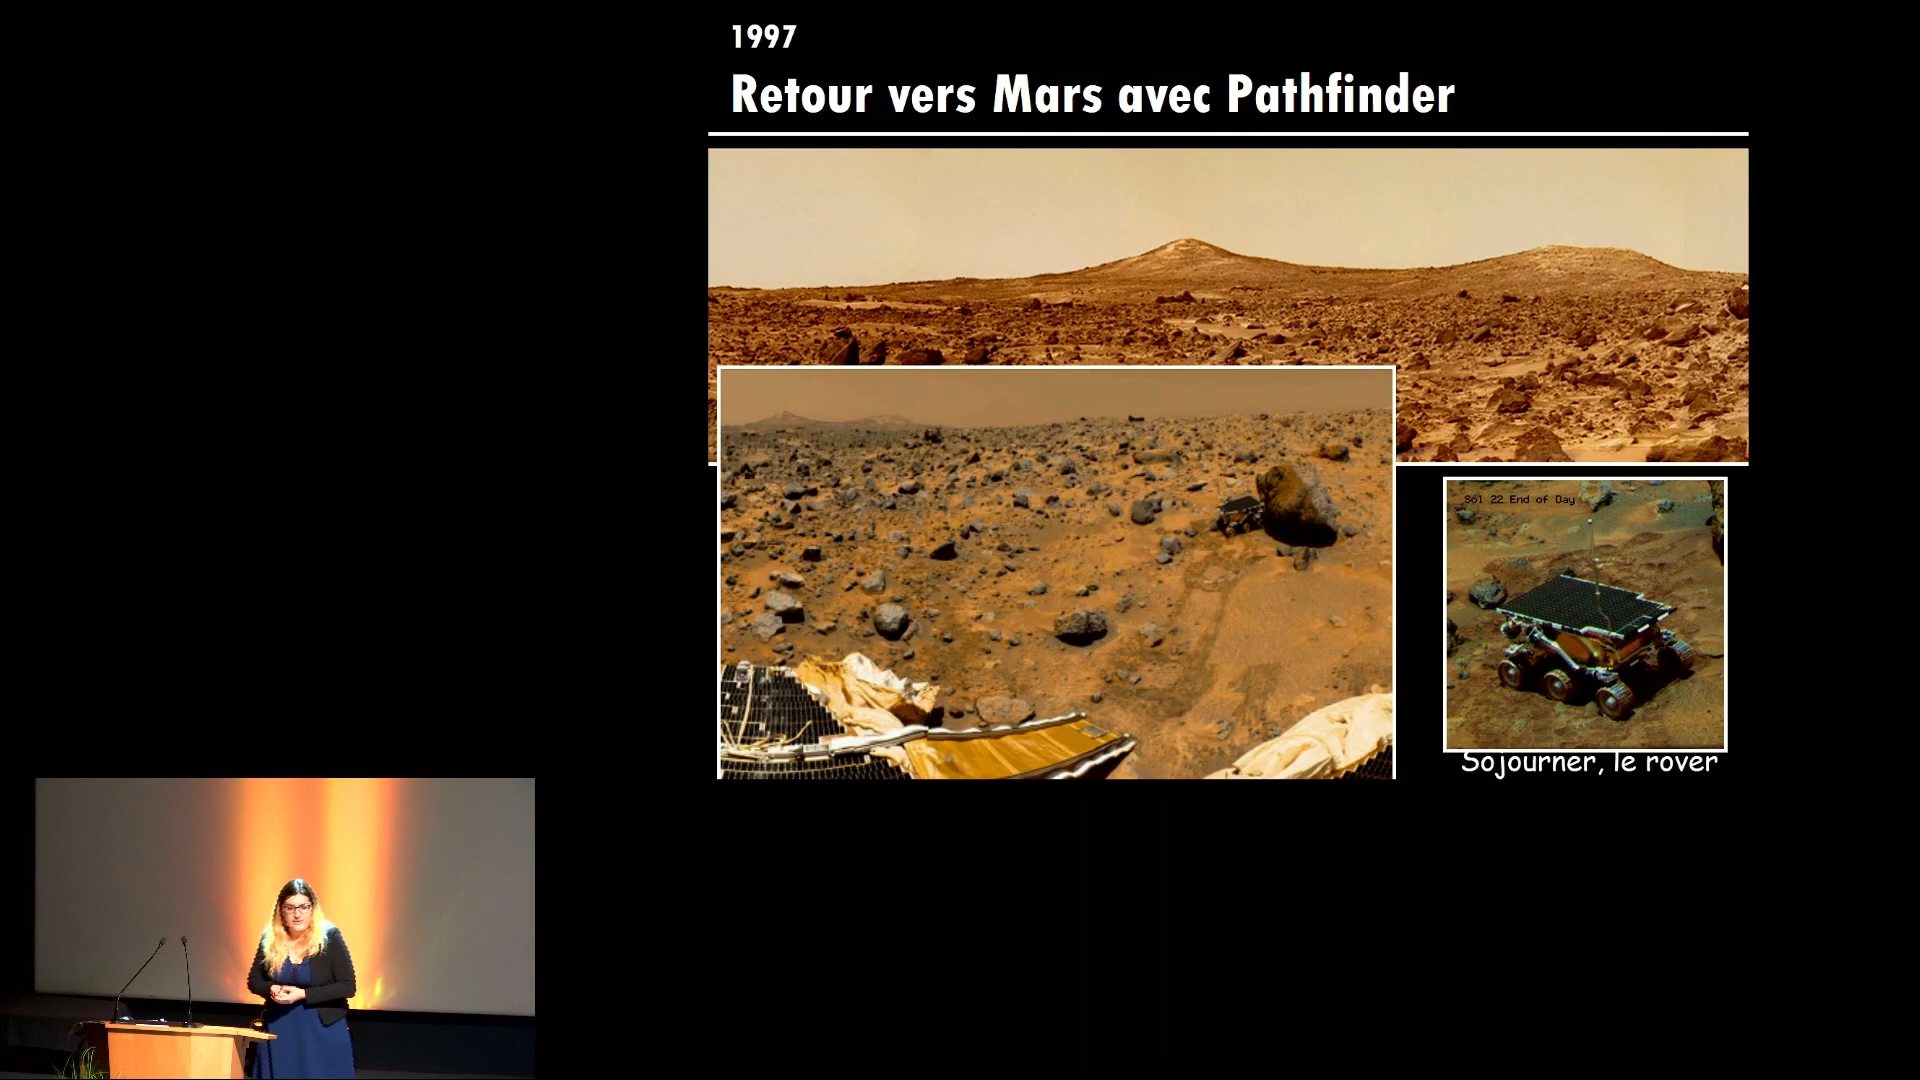 1997
Retour vers Mars avec Pathfinder
Sol 22 End of Day
Sojourner, le rover